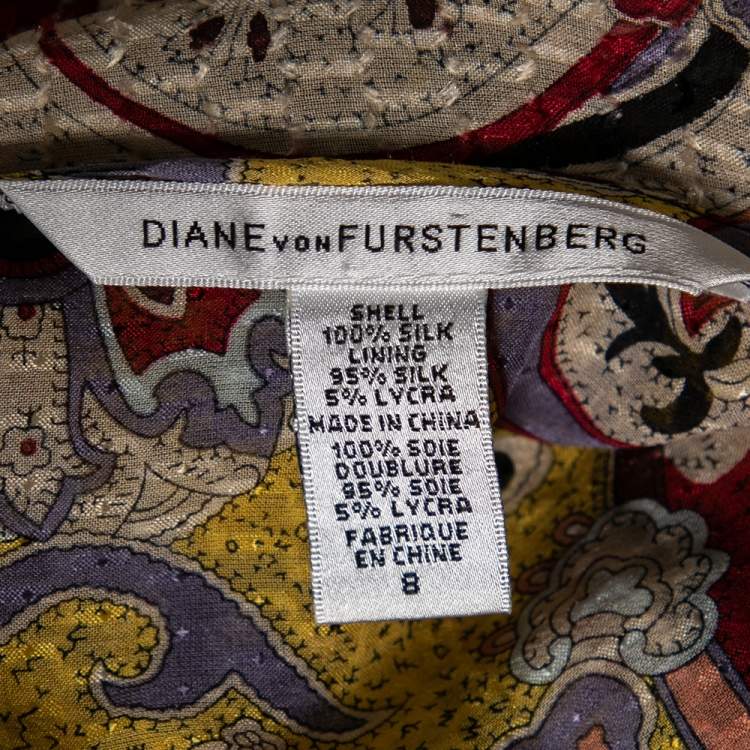 DIANE VON FURSTENBERG
SHELL
100% SILK
LINING
95% SILK
5% LYCRA
MADE IN CHINA
100% SOIE
DOUBLURE
95% SOIE
5% LYCRA
FABRIQUE
EN CHINE
8